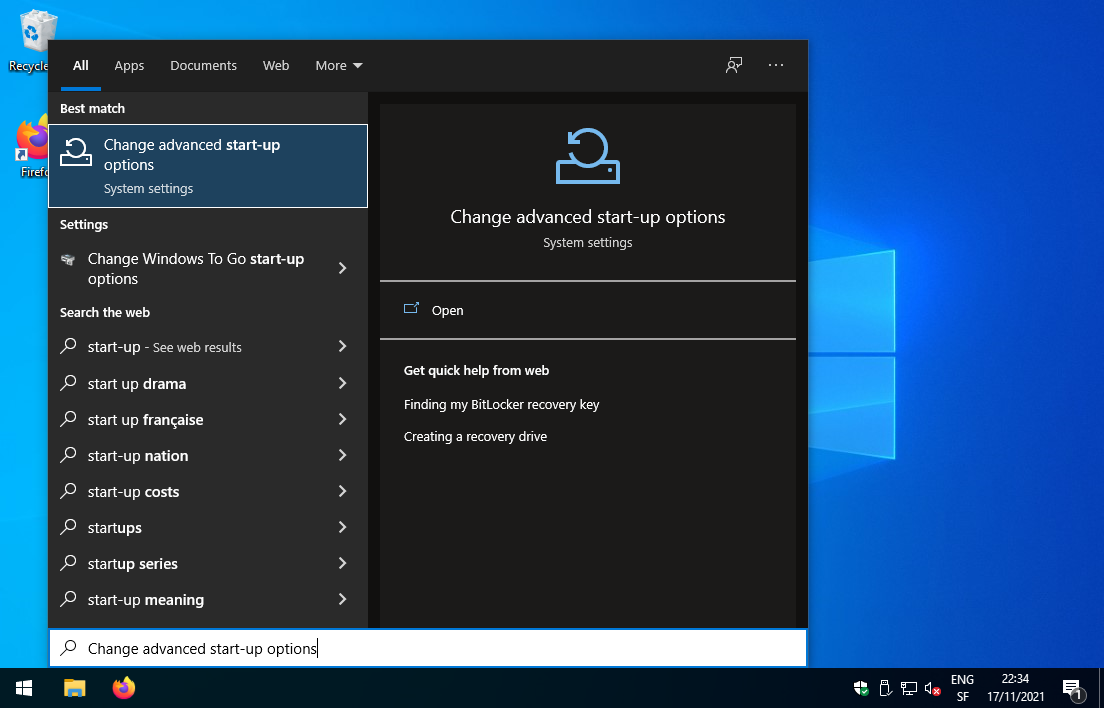 Recycle
Firefo
All Apps Documents Web More
Best match
Change advanced start-up
options
System settings
Settings
Change Windows To Go start-up
options
Search the web
start-up - See web results
start up drama
start up française
start-up nation
start-up costs
startups
startup series
start-up meaning
Change advanced start-up options
System settings
Open
Get quick help from web
Finding my BitLocker recovery key
Creating a recovery drive
Change advanced start-up options
ENG
SF
22:34
17/11/2021
1